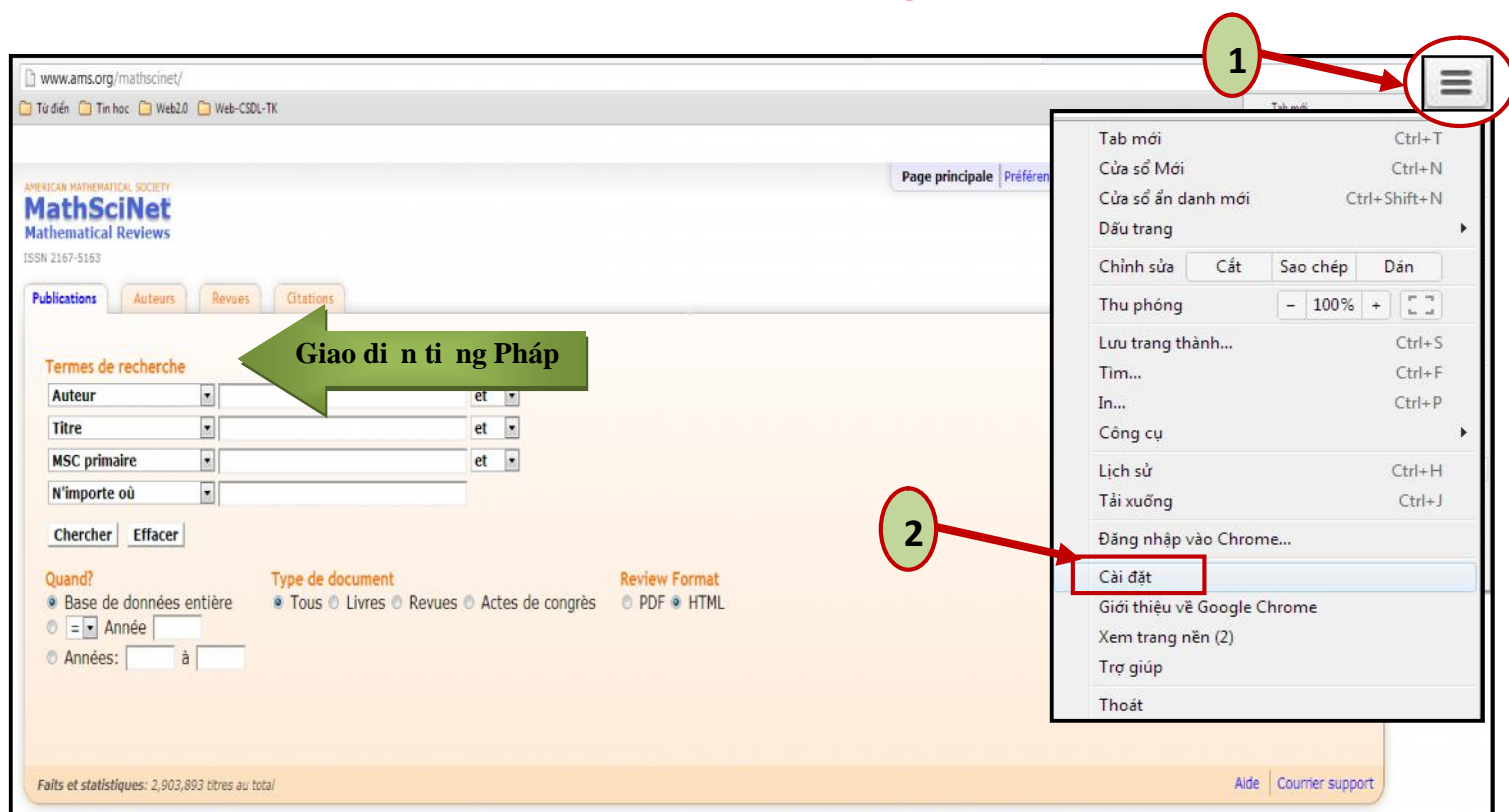 1
www.ams.org/mathscinet/
Từ điển Tin hoc Web2.0 Web-CSDL-TK
Tab mới
Page principale Préféren
AMERICAN MATHEMATICAL SOCIETY
MathSciNet
Mathematical Reviews
ISSN 2167-5163
Publications Auteurs Revues Citations
Giao di n ti ng Pháp
Termes de recherche
Auteur et
Titre et
MSC primaire et
N'importe où
Chercher Effacer
Quand? Type de document Review Format
Base de données entière Tous Livres Revues Actes de congrès PDF HTML
= Année
Années: à
Faits et statistiques: 2,903,893 titres au total
Aide Courrier support
Tab mới Ctrl+T
Cửa sổ Mới Ctrl+N
Cửa sổ ẩn danh mới Ctrl+Shift+N
Dấu trang
Chỉnh sửa Cắt Sao chép Dán
Thu phóng - 100% +
Lưu trang thành... Ctrl+S
Tìm... Ctrl+F
In... Ctrl+P
Công cụ
Lịch sử Ctrl+H
Tải xuống Ctrl+J
2
Đăng nhập vào Chrome...
Cài đặt
Giới thiệu về Google Chrome
Xem trang nền (2)
Trợ giúp
Thoát